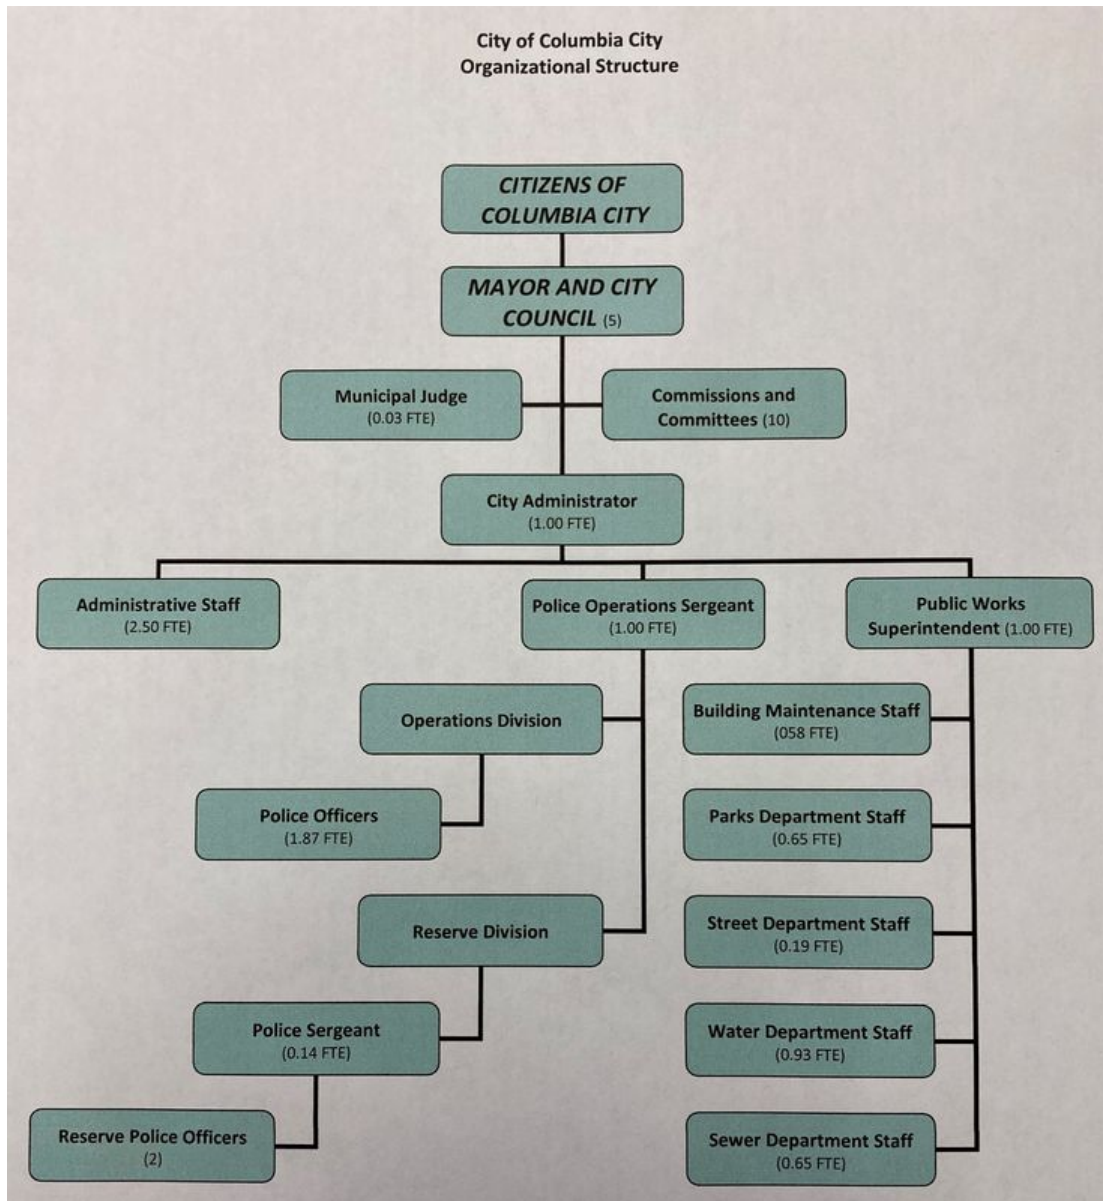 City of Columbia City
Organizational Structure
CITIZENS OF
COLUMBIA CITY
MAYOR AND CITY
COUNCIL (5)
Municipal Judge
(0.03 FTE)
Commissions and
Committees (10)
City Administrator
(1.00 FTE)
Administrative Staff
(2.50 FTE)
Police Operations Sergeant
(1.00 FTE)
Public Works
Superintendent (1.00 FTE)
Operations Division
Police Officers
(1.87 FTE)
Reserve Division
Police Sergeant
(0.14 FTE)
Reserve Police Officers
(2)
Building Maintenance Staff
(058 FTE)
Parks Department Staff
(0.65 FTE)
Street Department Staff
(0.19 FTE)
Water Department Staff
(0.93 FTE)
Sewer Department Staff
(0.65 FTE)